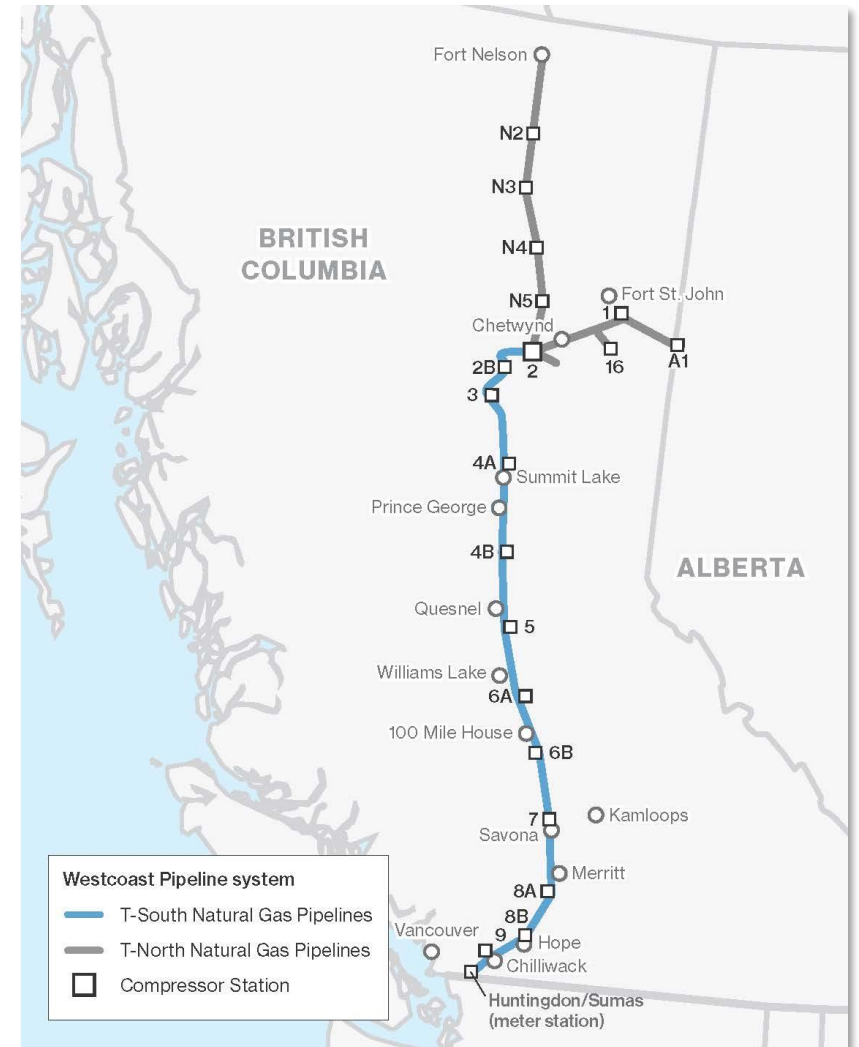 Fort Nelson
N2
N3
BRITISH
COLUMBIA
N4
N5
Fort St. John
1
Chetwynd
2B
2
16
A1
3
4A
Summit Lake
Prince George
4B
ALBERTA
Quesnel
5
Williams Lake
6A
100 Mile House
6B
7
Kamloops
Savona
Merritt
8A
8B
Vancouver
9
Hope
Chilliwack
Huntingdon/Sumas
(meter station)
Westcoast Pipeline system
T-South Natural Gas Pipelines
T-North Natural Gas Pipelines
Compressor Station